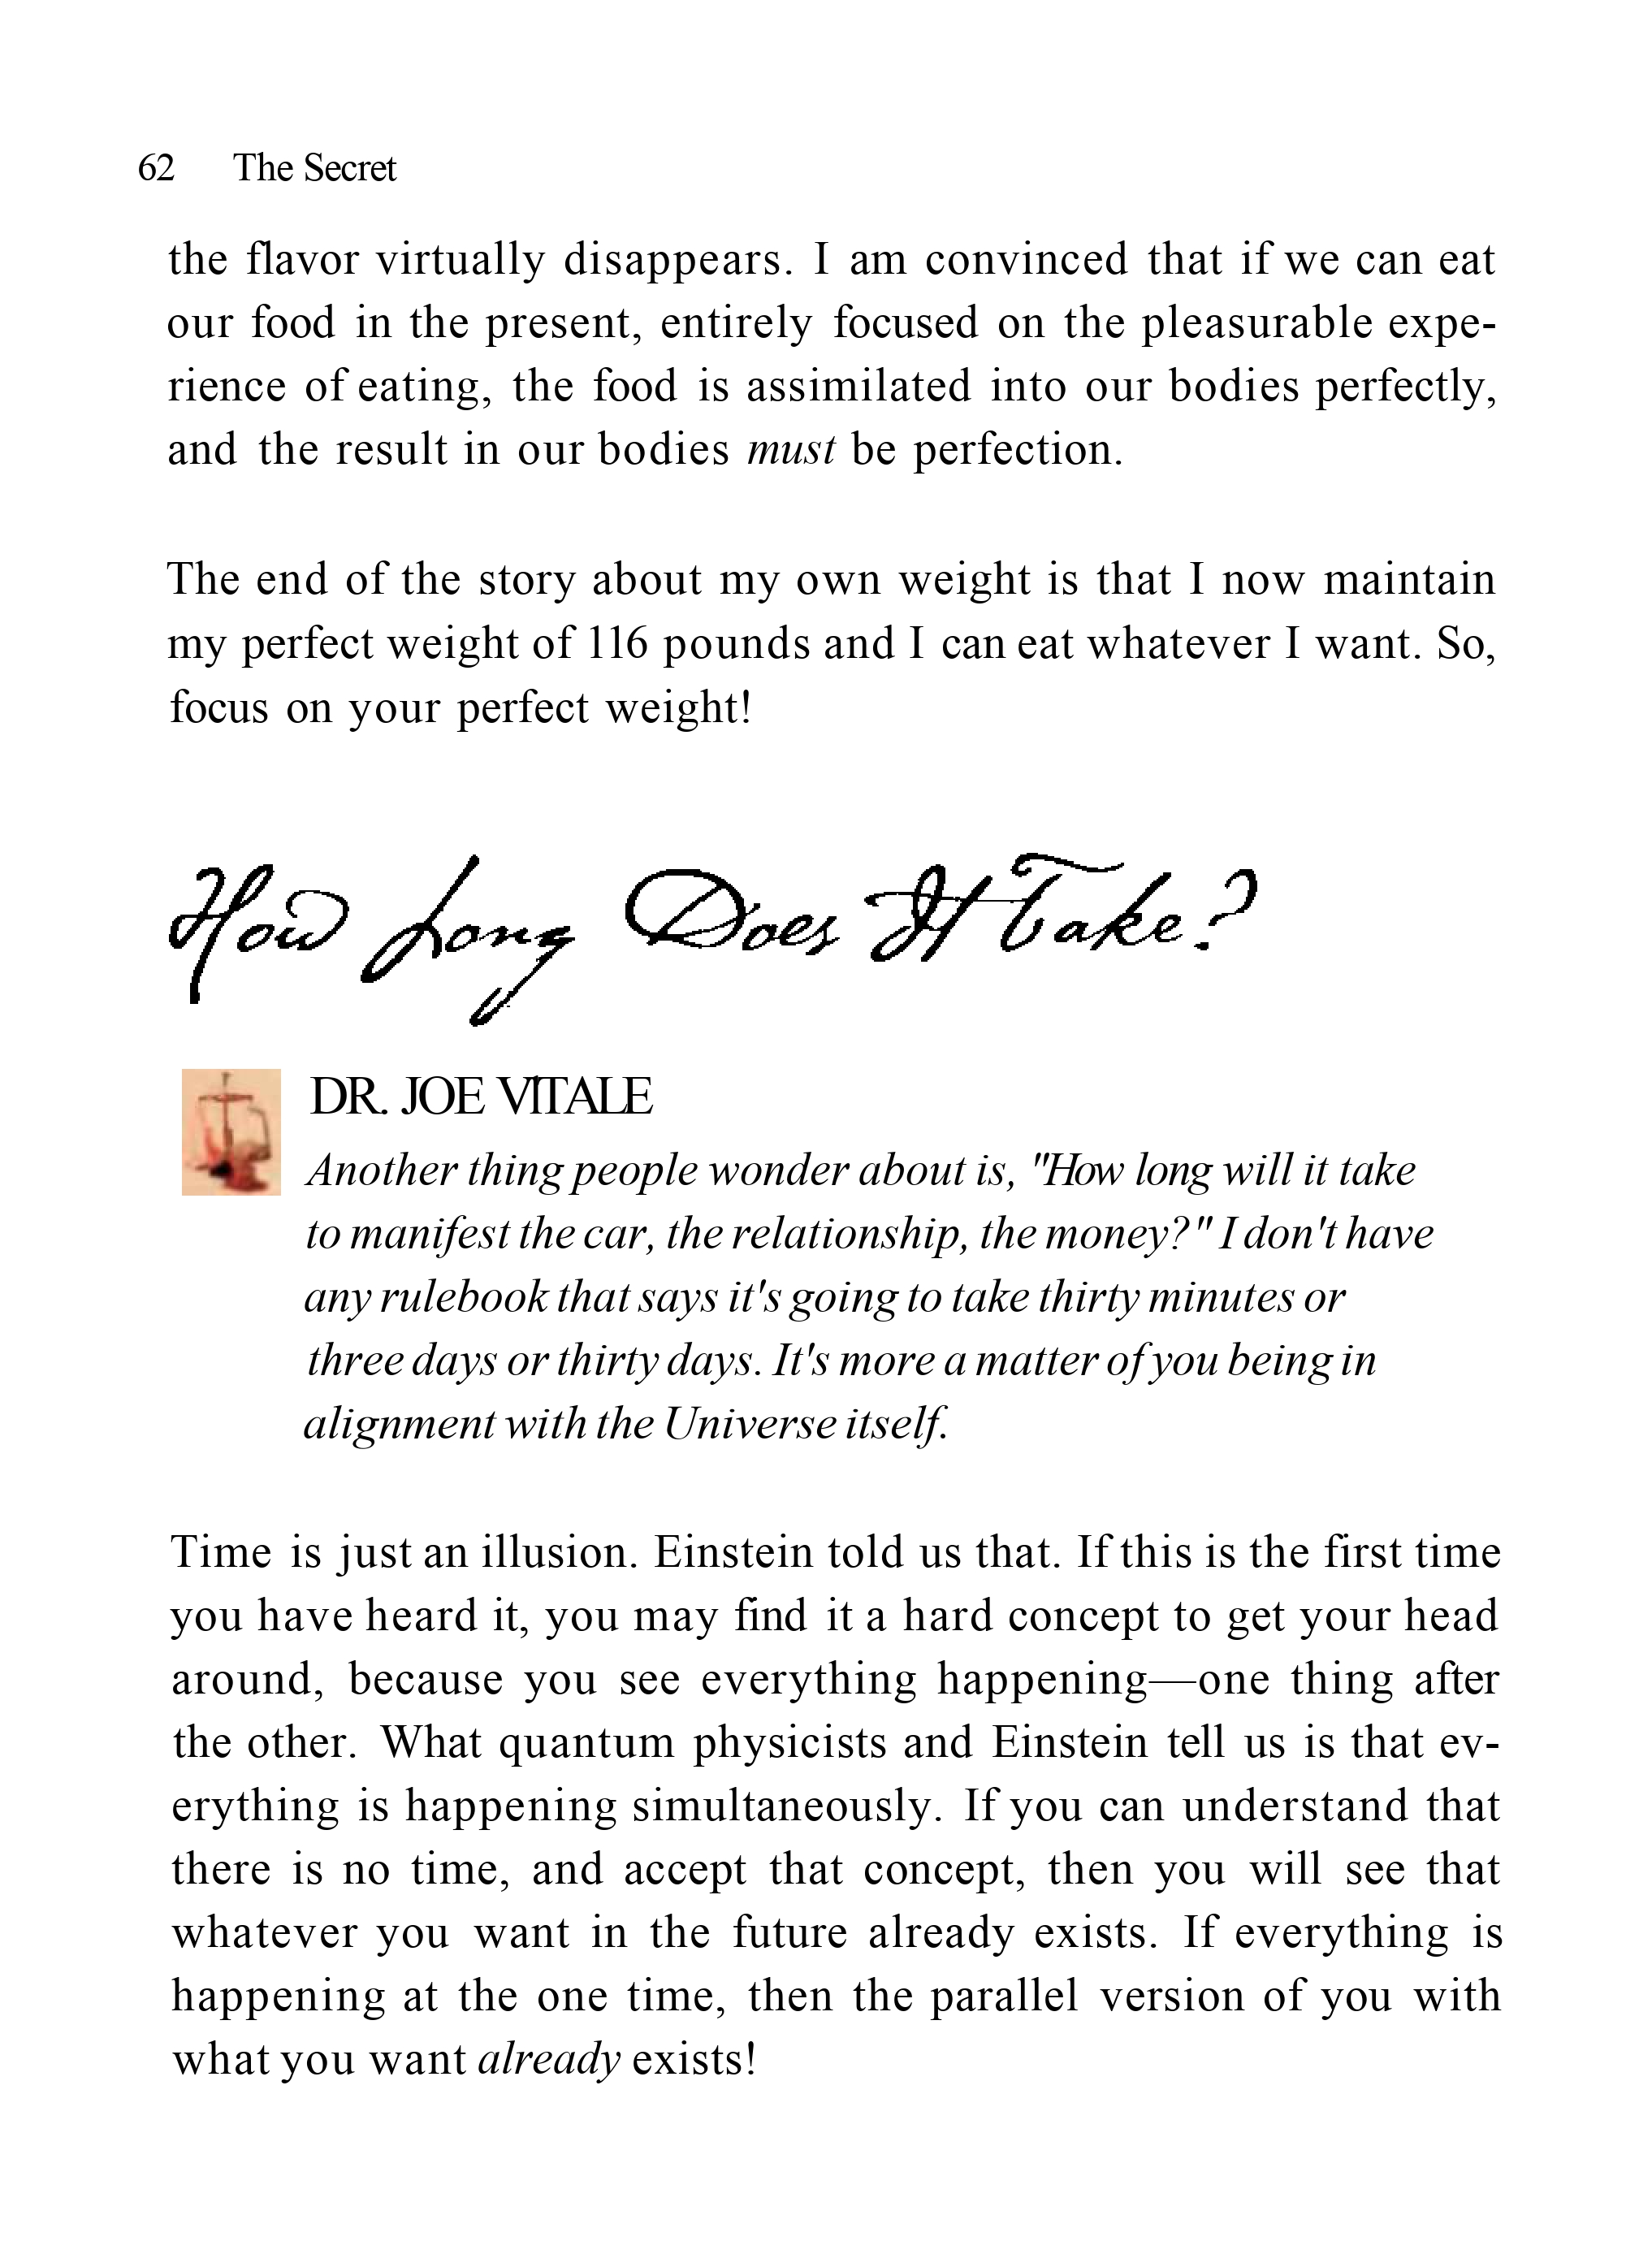 62 The Secret
the flavor virtually disappears. I am convinced that if we can eat
our food in the present, entirely focused on the pleasurable expe-
rience of eating, the food is assimilated into our bodies perfectly,
and the result in our bodies must be perfection.
The end of the story about my own weight is that I now maintain
my perfect weight of 116 pounds and I can eat whatever I want. So,
focus on your perfect weight!
How Long Does It Take?
DR. JOE VITALE
Another thing people wonder about is, "How long will it take
to manifest the car, the relationship, the money?" I don't have
any rulebook that says it's going to take thirty minutes or
three days or thirty days. It's more a matter of you being in
alignment with the Universe itself.
Time is just an illusion. Einstein told us that. If this is the first time
you have heard it, you may find it a hard concept to get your head
around, because you see everything happening—one thing after
the other. What quantum physicists and Einstein tell us is that ev-
erything is happening simultaneously. If you can understand that
there is no time, and accept that concept, then you will see that
whatever you want in the future already exists. If everything is
happening at the one time, then the parallel version of you with
what you want already exists!